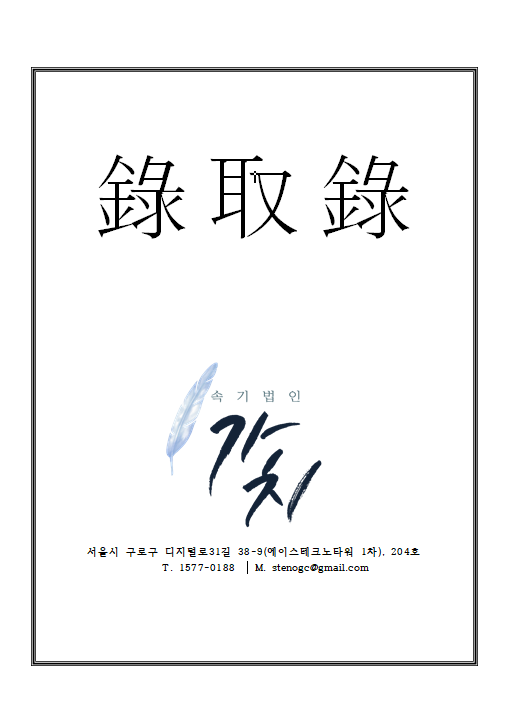 錄取錄
속기법인
가치
서울시 구로구 디지털로31길 38-9(에이스테크노타워 1차), 204호
T. 1577-0188 | M. stenogc@gmail.com